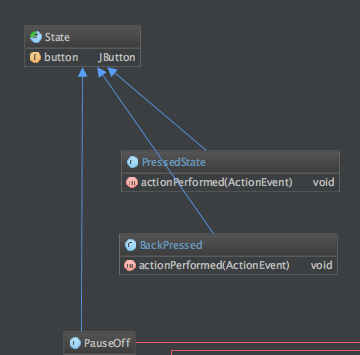 State
button JButton
PressedState
actionPerformed(ActionEvent) void
BackPressed
actionPerformed(ActionEvent) void
PauseOff